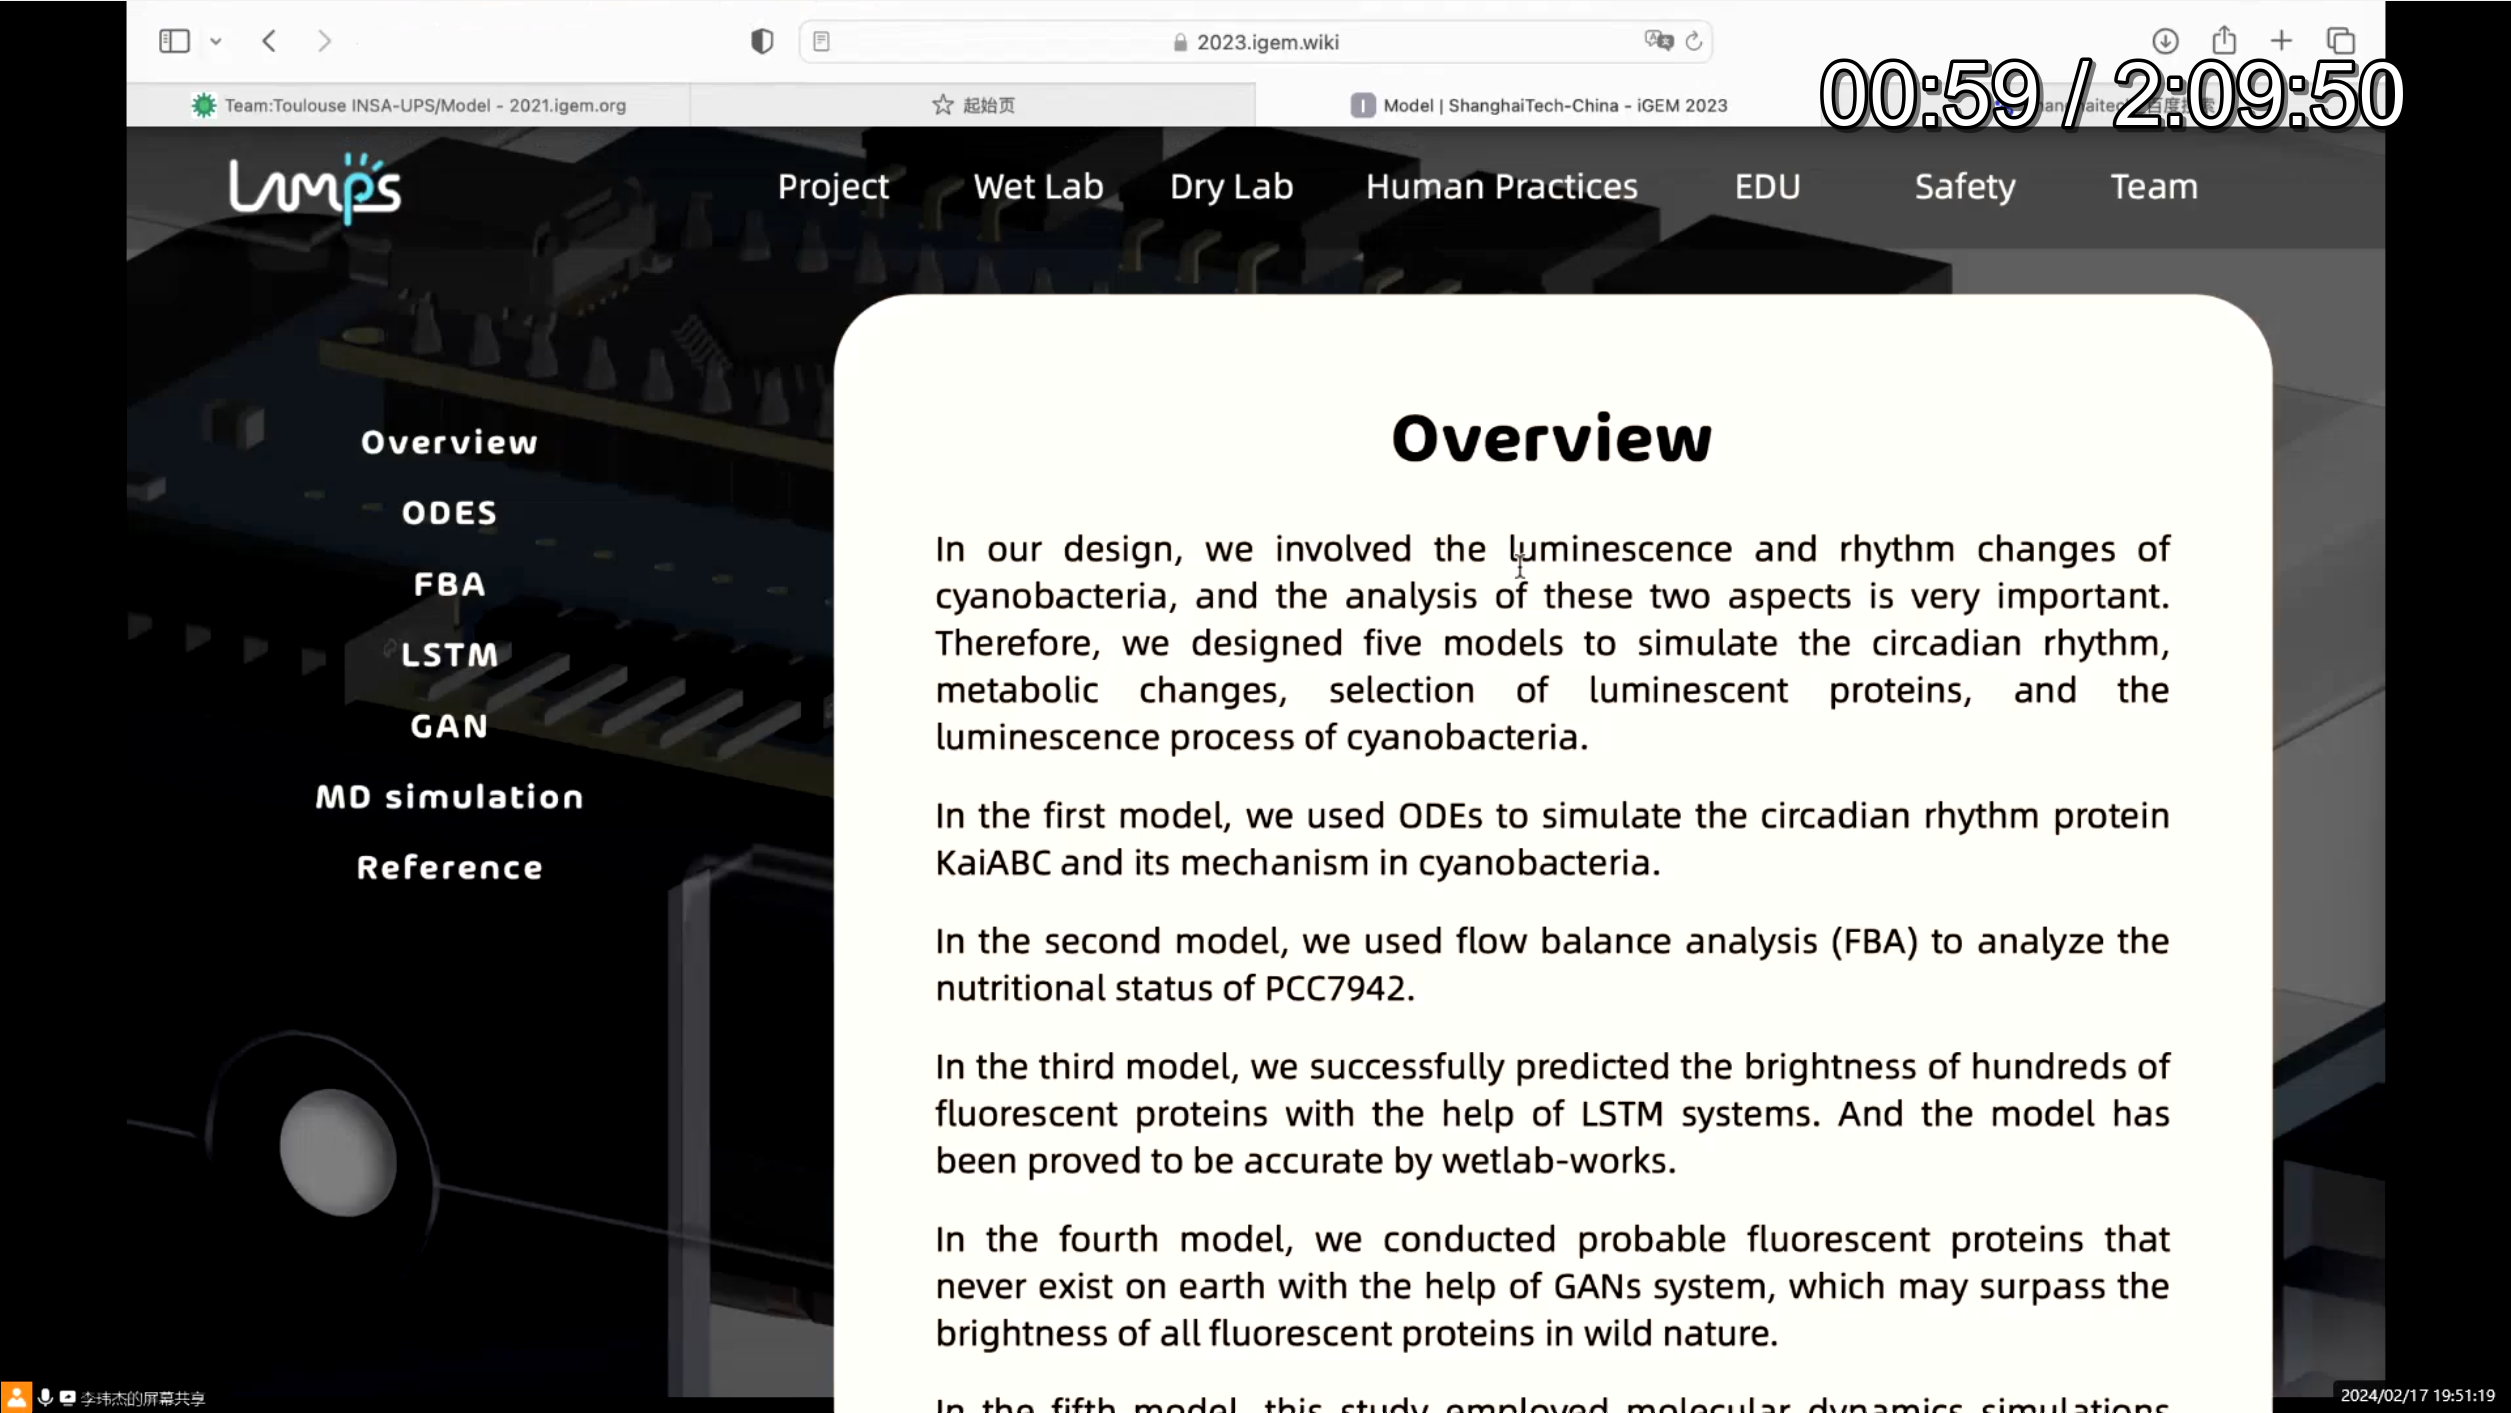 2023.igem.wiki
00:59 / 2:09:50
Team:Toulouse INSA-UPS/Model - 2021.igem.org
起始页
Model | ShanghaiTech-China - iGEM 2023
Lamps
Project
Wet Lab
Dry Lab
Human Practices
EDU
Safety
Team
Overview
ODES
FBA
LSTM
GAN
MD simulation
Reference
Overview
In our design, we involved the luminescence and rhythm changes of
cyanobacteria, and the analysis of these two aspects is very important.
Therefore, we designed five models to simulate the circadian rhythm,
metabolic changes, selection of luminescent proteins, and the
luminescence process of cyanobacteria.
In the first model, we used ODEs to simulate the circadian rhythm protein
KaiABC and its mechanism in cyanobacteria.
In the second model, we used flow balance analysis (FBA) to analyze the
nutritional status of PCC7942.
In the third model, we successfully predicted the brightness of hundreds of
fluorescent proteins with the help of LSTM systems. And the model has
been proved to be accurate by wetlab-works.
In the fourth model, we conducted probable fluorescent proteins that
never exist on earth with the help of GANs system, which may surpass the
brightness of all fluorescent proteins in wild nature.
In the fifth model, this study employed molecular dynamics simulations
李玮杰的屏幕共享
2024/02/17 19:51:19